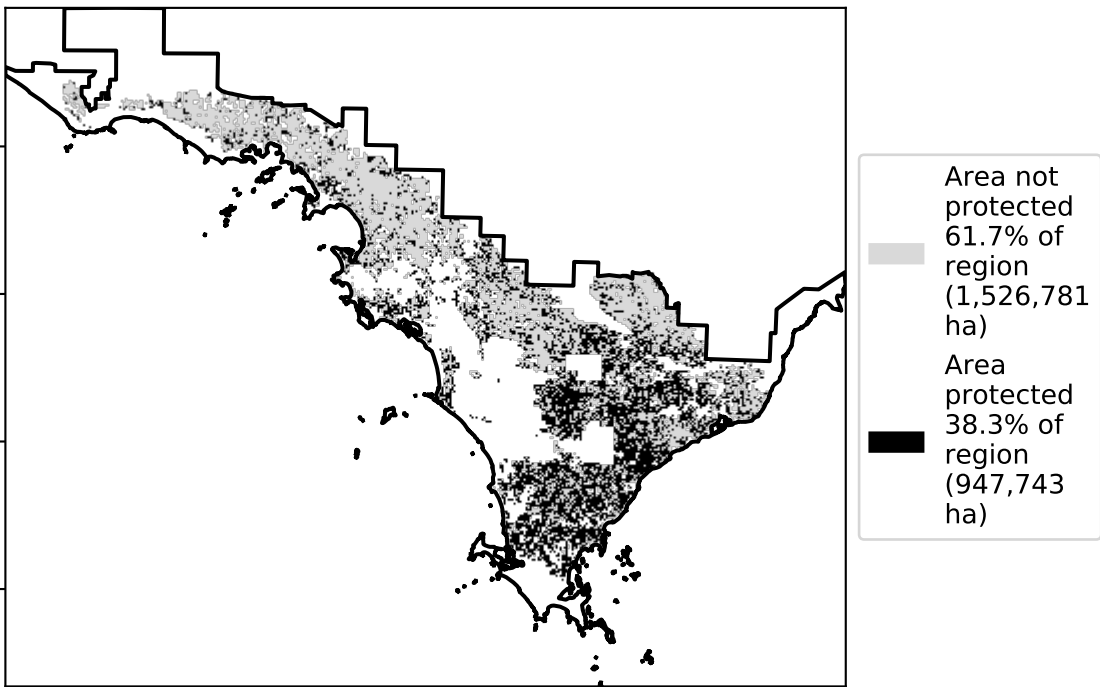 Area not
protected
61.7% of
region
(1,526,781
ha)
Area
protected
38.3% of
region
(947,743
ha)